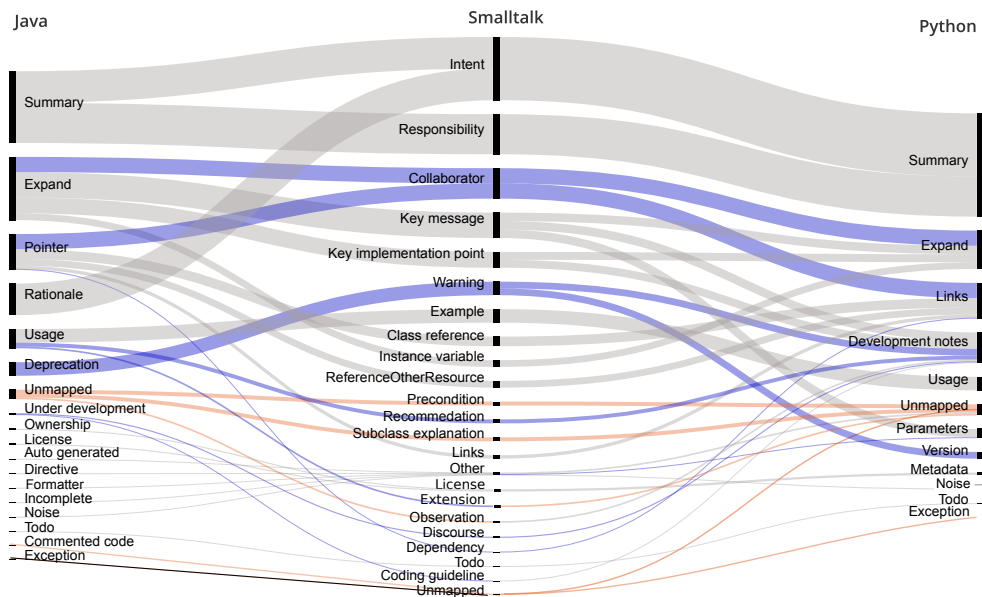 Java
Smalltalk
Python
Summary
Expand
Pointer
Rationale
Usage
Deprecation
Unmapped
Under development
Ownership
License
Auto generated
Directive
Formatter
Incomplete
Noise
Todo
Commented code
Exception
Intent
Responsibility
Collaborator
Key message
Key implementation point
Warning
Example
Class reference
Instance variable
ReferenceOtherResource
Precondition
Recommedation
Subclass explanation
Links
Other
License
Extension
Observation
Discourse
Dependency
Todo
Coding guideline
Unmapped
Summary
Expand
Links
Development notes
Usage
Unmapped
Parameters
Version
Metadata
Noise
Todo
Exception